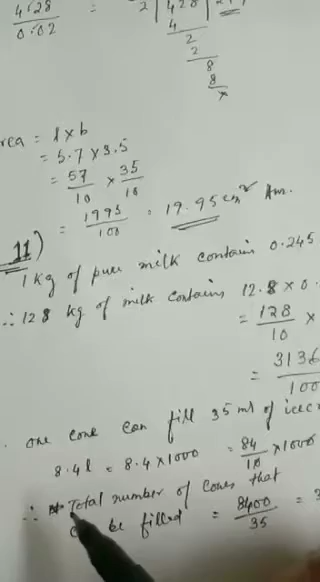 4.28 / 0.02 = 2 | 428 |
4
2
2
8
8
x
rea = l x b
= 5.7 x 3.5
= 57/10 x 35/10
= 1995/100 = 19.95 cm² Ans.
11)
1 kg of pure milk contains 0.245
∴ 12.8 kg of milk contains 12.8 x 0.
= 128/10 x
= 3136/100
one cone can fill 35 ml of icec
8.4 l = 8.4 x 1000 = 84/10 x 1000
∴ Total number of cones that
be filled = 8400/35 =